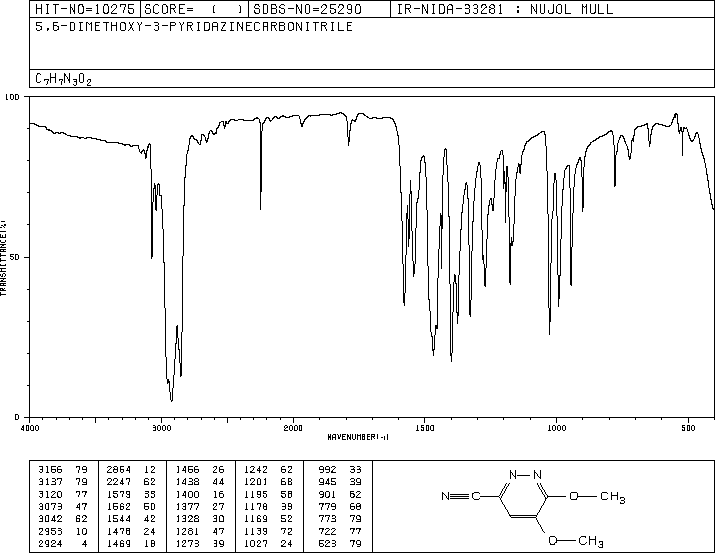 HIT-NO=10275 SCORE= ( ) SDBS-NO=25290 IR-NIDA-33281 : NUJOL MULL
5,6-DIMETHOXY-3-PYRIDAZINECARBONITRILE
C7H7N3O2
100
50
0
TRANSMITTANCE(%)
4000 3000 2000 1500 1000 500
WAVENUMBER(-1)
3166 79 2854 12 1466 26 1242 62 992 33
3137 79 2247 62 1438 44 1201 68 945 39
3120 77 1579 35 1400 16 1195 58 901 62
3073 47 1562 50 1377 27 1178 39 779 68
3042 62 1544 42 1328 30 1169 52 773 79
2953 10 1478 24 1281 47 1139 72 722 77
2924 4 1469 18 1273 39 1027 24 523 79
N N
N C O CH3
O CH3